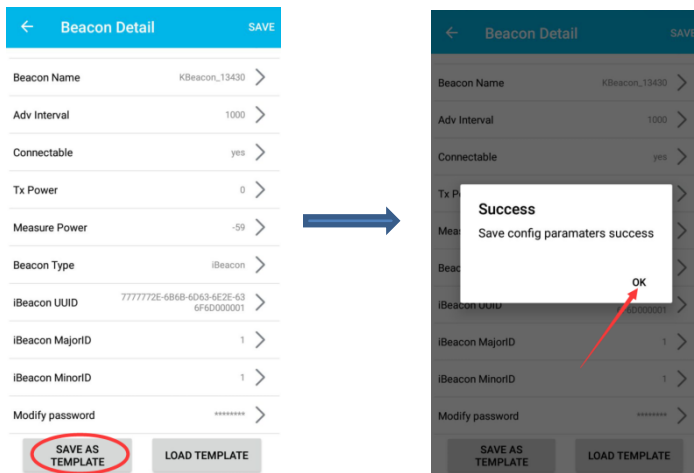 Beacon Detail SAVE
Beacon Name KBeacon_13430
Adv Interval 1000
Connectable yes
Tx Power 0
Measure Power -59
Beacon Type iBeacon
iBeacon UUID 7777772E-6B6B-6D63-6E2E-63
6F6D000001
iBeacon MajorID 1
iBeacon MinorID 1
Modify password ********
SAVE AS
TEMPLATE
LOAD TEMPLATE
Beacon Detail SAVE
Beacon Name KBeacon_13430
Adv Interval 1000
Connectable yes
Tx P
Success
Meas
Save config paramaters success
Beac
OK
iBeacon UUID 6F6D000001
iBeacon MajorID 1
iBeacon MinorID 1
Modify password ********
SAVE AS
TEMPLATE
LOAD TEMPLATE